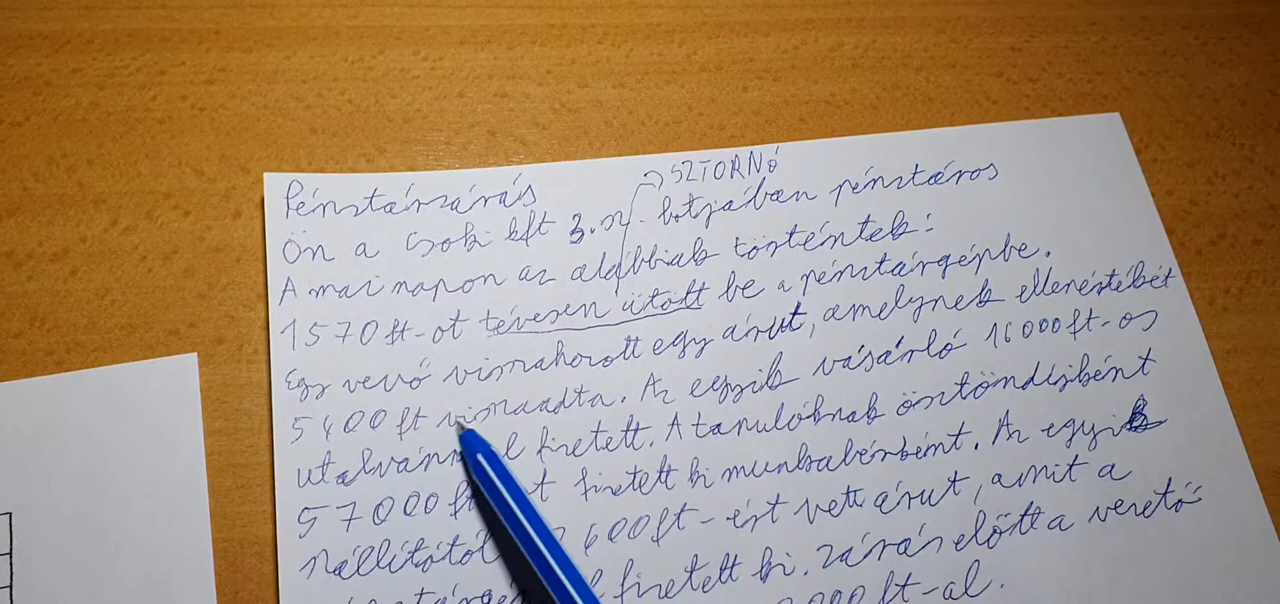 Pénztárzárás
SZTORNó
Ön a Csoki kft 3.sz. boltjában pénztáros
A mai napon az alábbiak történtek:
1570 ft-ot tévesen ütött be a pénztárgépbe.
Egy vevő visszahozott egy árut, amelynek ellenértékét
5400 ft visszaadta. Az egyik vásárló 16000 ft-os
fizetett. A tanulóknak ösztöndíjként
57000 ft fizetett ki munkabérként. Az egyik
600 ft-ért vett árut, amit a
fizetett ki. Zárás előtt a vezető
000 ft-al.